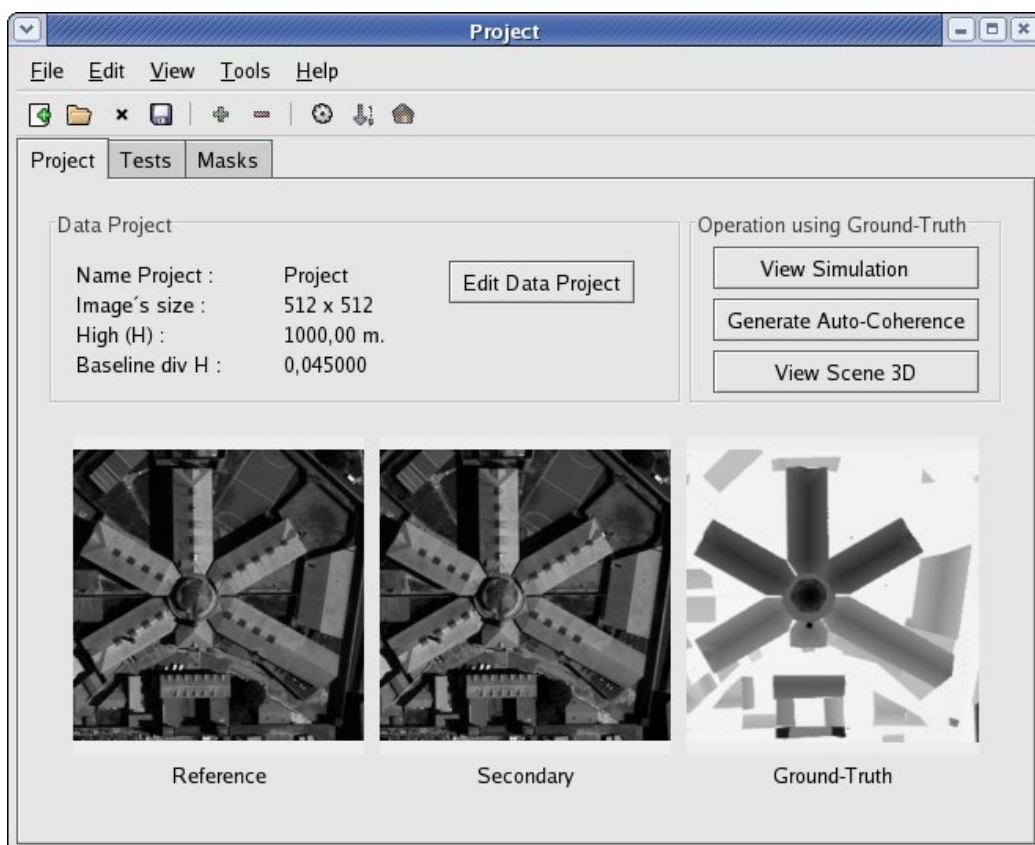 Project
File Edit View Tools Help
Project Tests Masks
Data Project
Name Project : Project
Image´s size : 512 x 512
High (H) : 1000,00 m.
Baseline div H : 0,045000
Edit Data Project
Operation using Ground-Truth
View Simulation
Generate Auto-Coherence
View Scene 3D
Reference Secondary Ground-Truth